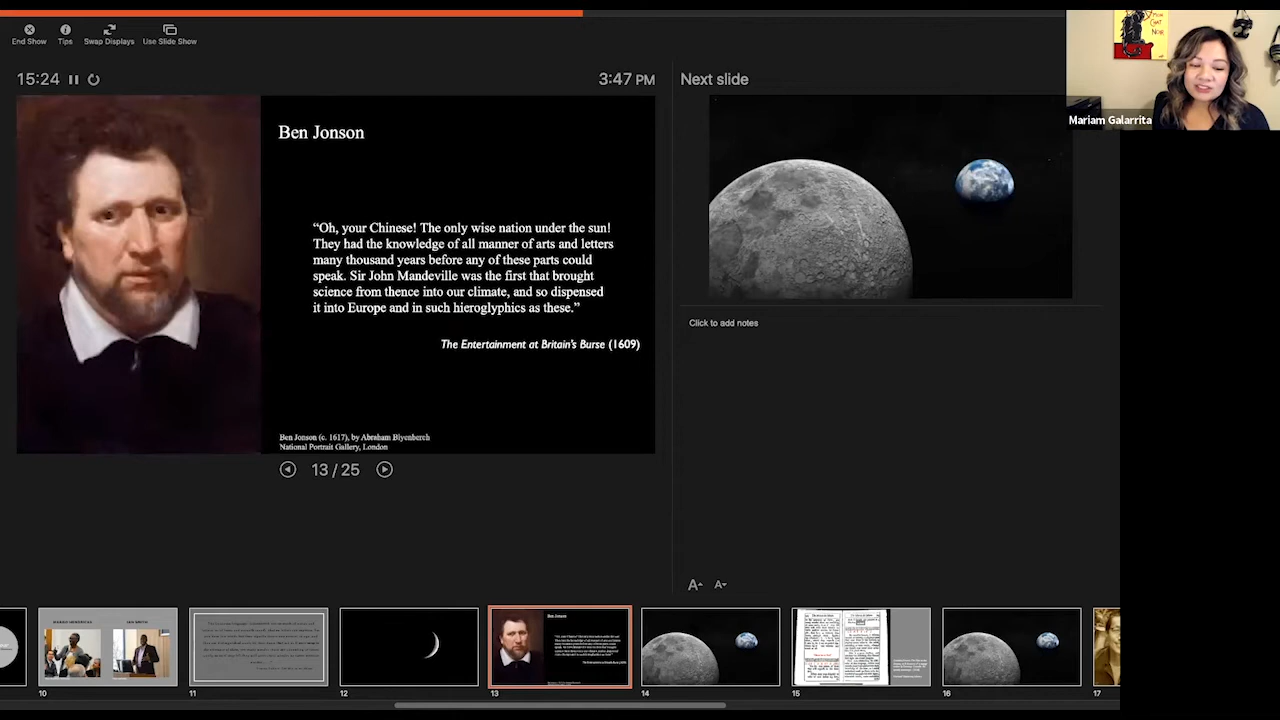 End Show
Tips
Swap Displays
Use Slide Show
15:24
3:47 PM
Next slide
MON
CHAT
NOIR
Mariam Galarrita
Ben Jonson
“Oh, your Chinese! The only wise nation under the sun!
They had the knowledge of all manner of arts and letters
many thousand years before any of these parts could
speak. Sir John Mandeville was the first that brought
science from thence into our climate, and so dispensed
it into Europe and in such hieroglyphics as these.”
The Entertainment at Britain's Burse (1609)
Ben Jonson (c. 1617), by Abraham Blyenberch
National Portrait Gallery, London
13 / 25
Click to add notes
A
A
Ben Jonson
10
11
12
13
14
15
16
17